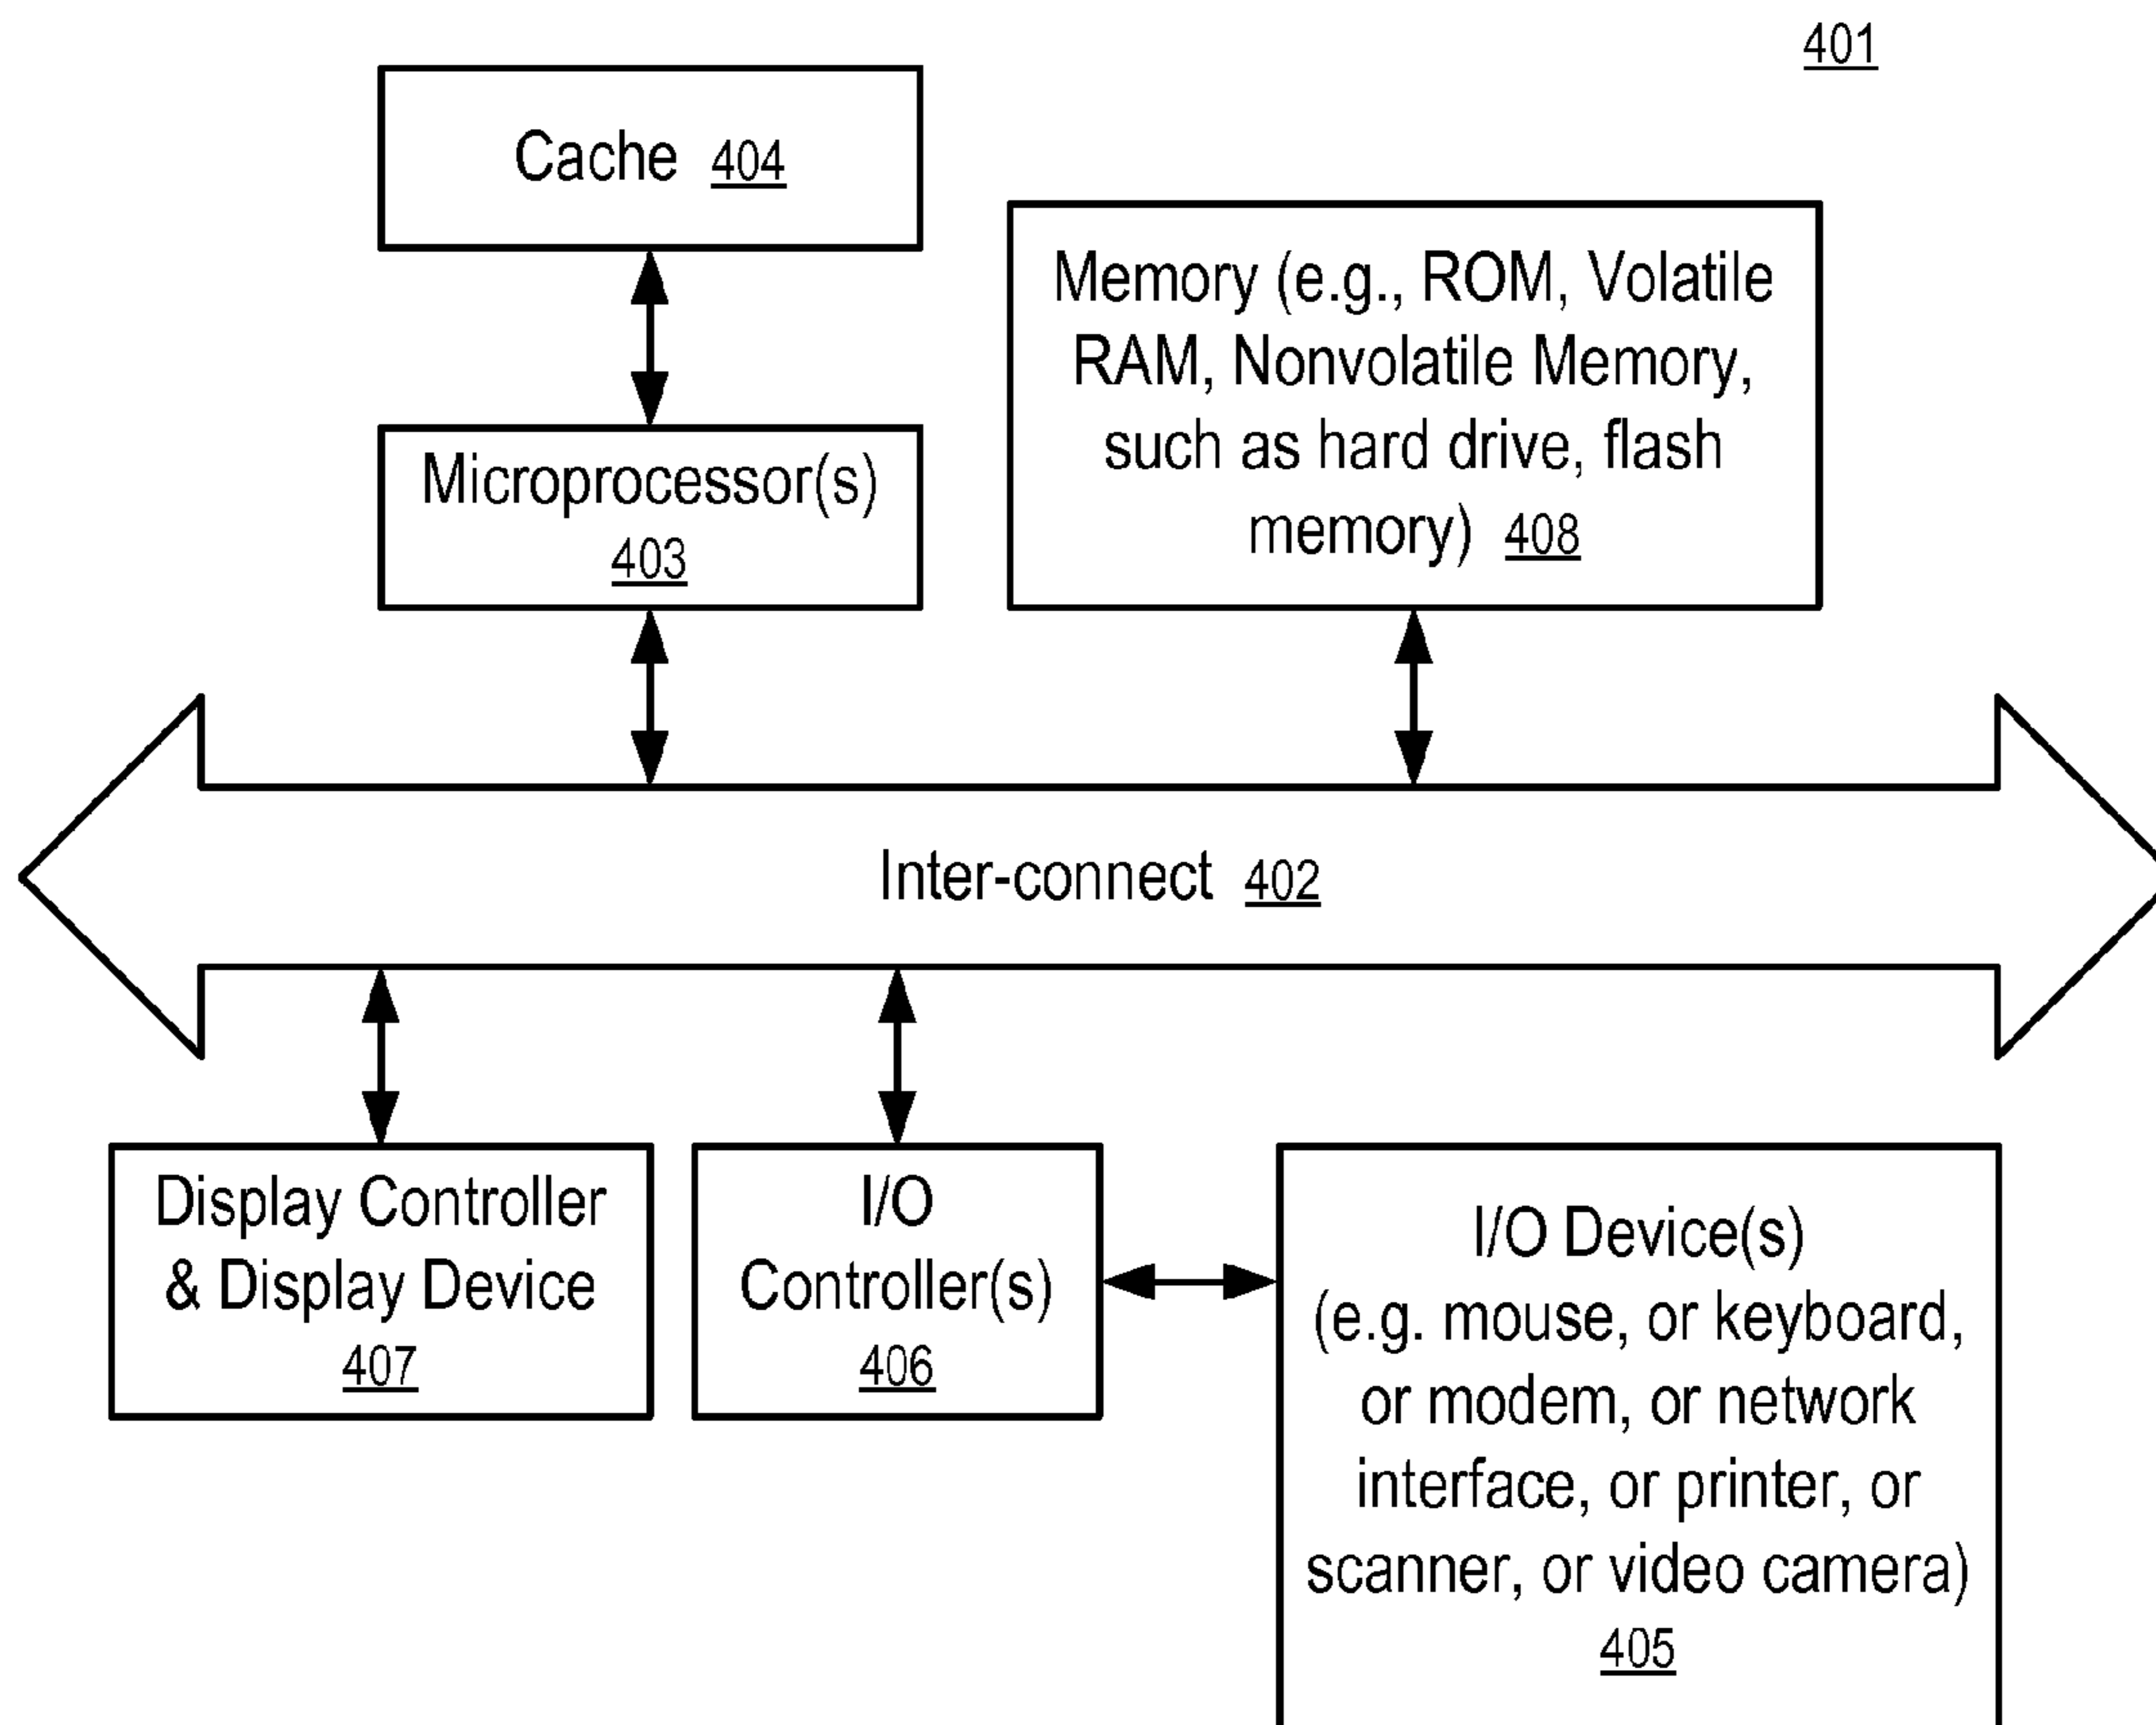 401
Cache 404
Memory (e.g., ROM, Volatile
RAM, Nonvolatile Memory,
such as hard drive, flash
memory) 408
Microprocessor(s)
403
Inter-connect 402
Display Controller
& Display Device
407
I/O
Controller(s)
406
I/O Device(s)
(e.g. mouse, or keyboard,
or modem, or network
interface, or printer, or
scanner, or video camera)
405